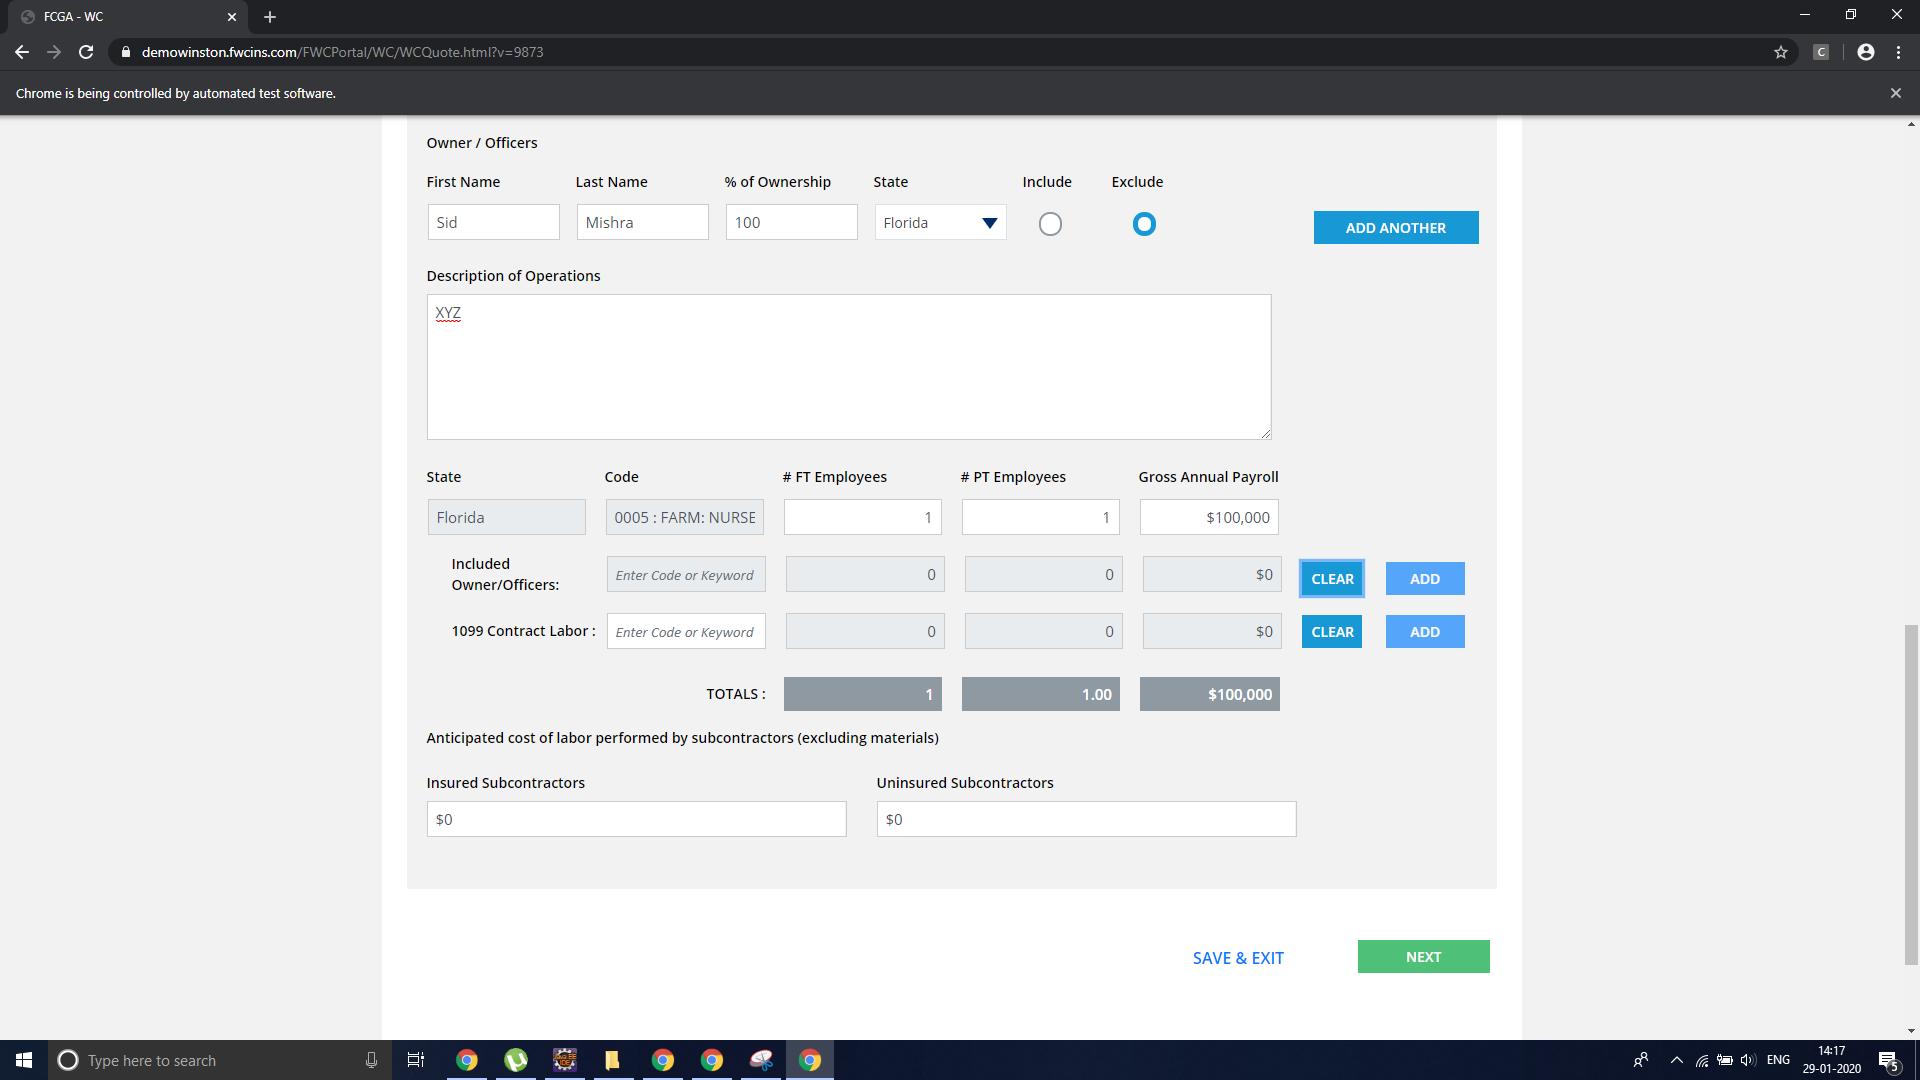 FCGA - WC
demowinston.fwcins.com/FWCPortal/WC/WCQuote.html?v=9873
C
Chrome is being controlled by automated test software.
Owner / Officers
First Name Last Name % of Ownership State Include Exclude
Sid Mishra 100 Florida
ADD ANOTHER
Description of Operations
XYZ
State Code # FT Employees # PT Employees Gross Annual Payroll
Florida 0005 : FARM: NURSE 1 1 $100,000
Included
Owner/Officers: Enter Code or Keyword 0 0 $0 CLEAR ADD
1099 Contract Labor : Enter Code or Keyword 0 0 $0 CLEAR ADD
TOTALS : 1 1.00 $100,000
Anticipated cost of labor performed by subcontractors (excluding materials)
Insured Subcontractors Uninsured Subcontractors
$0 $0
SAVE & EXIT NEXT
Type here to search
ENG
14:17
29-01-2020
5